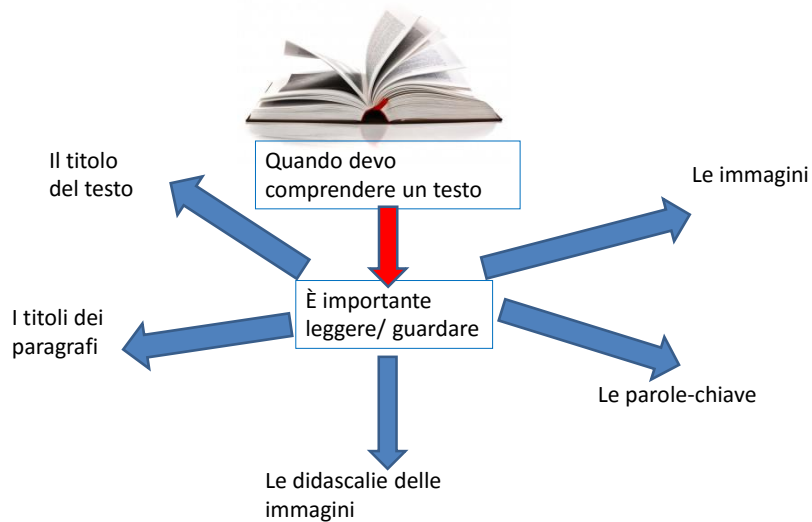 Quando devo
comprendere un testo
È importante
leggere/ guardare
Il titolo
del testo
Le immagini
I titoli dei
paragrafi
Le parole-chiave
Le didascalie delle
immagini